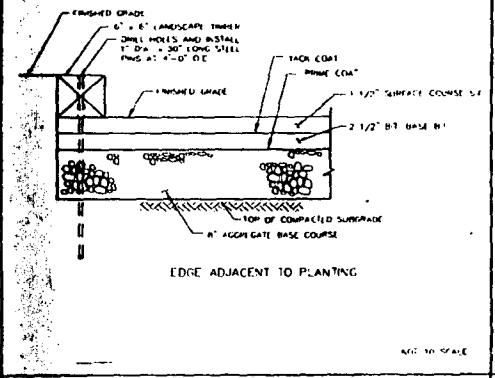 FINISHED GRADE
6" x 6" LANDSCAPE TIMBER
DRILL HOLES AND INSTALL
1" DIA. x 30" LONG STEEL
PINS AT 4'-0" O.C.
TACK COAT
PRIME COAT
FINISHED GRADE
1 1/2" SURFACE COURSE S.F.
2 1/2" BIT. BASE B.I.
TOP OF COMPACTED SUBGRADE
8" AGGREGATE BASE COURSE
EDGE ADJACENT TO PLANTING
NOT TO SCALE